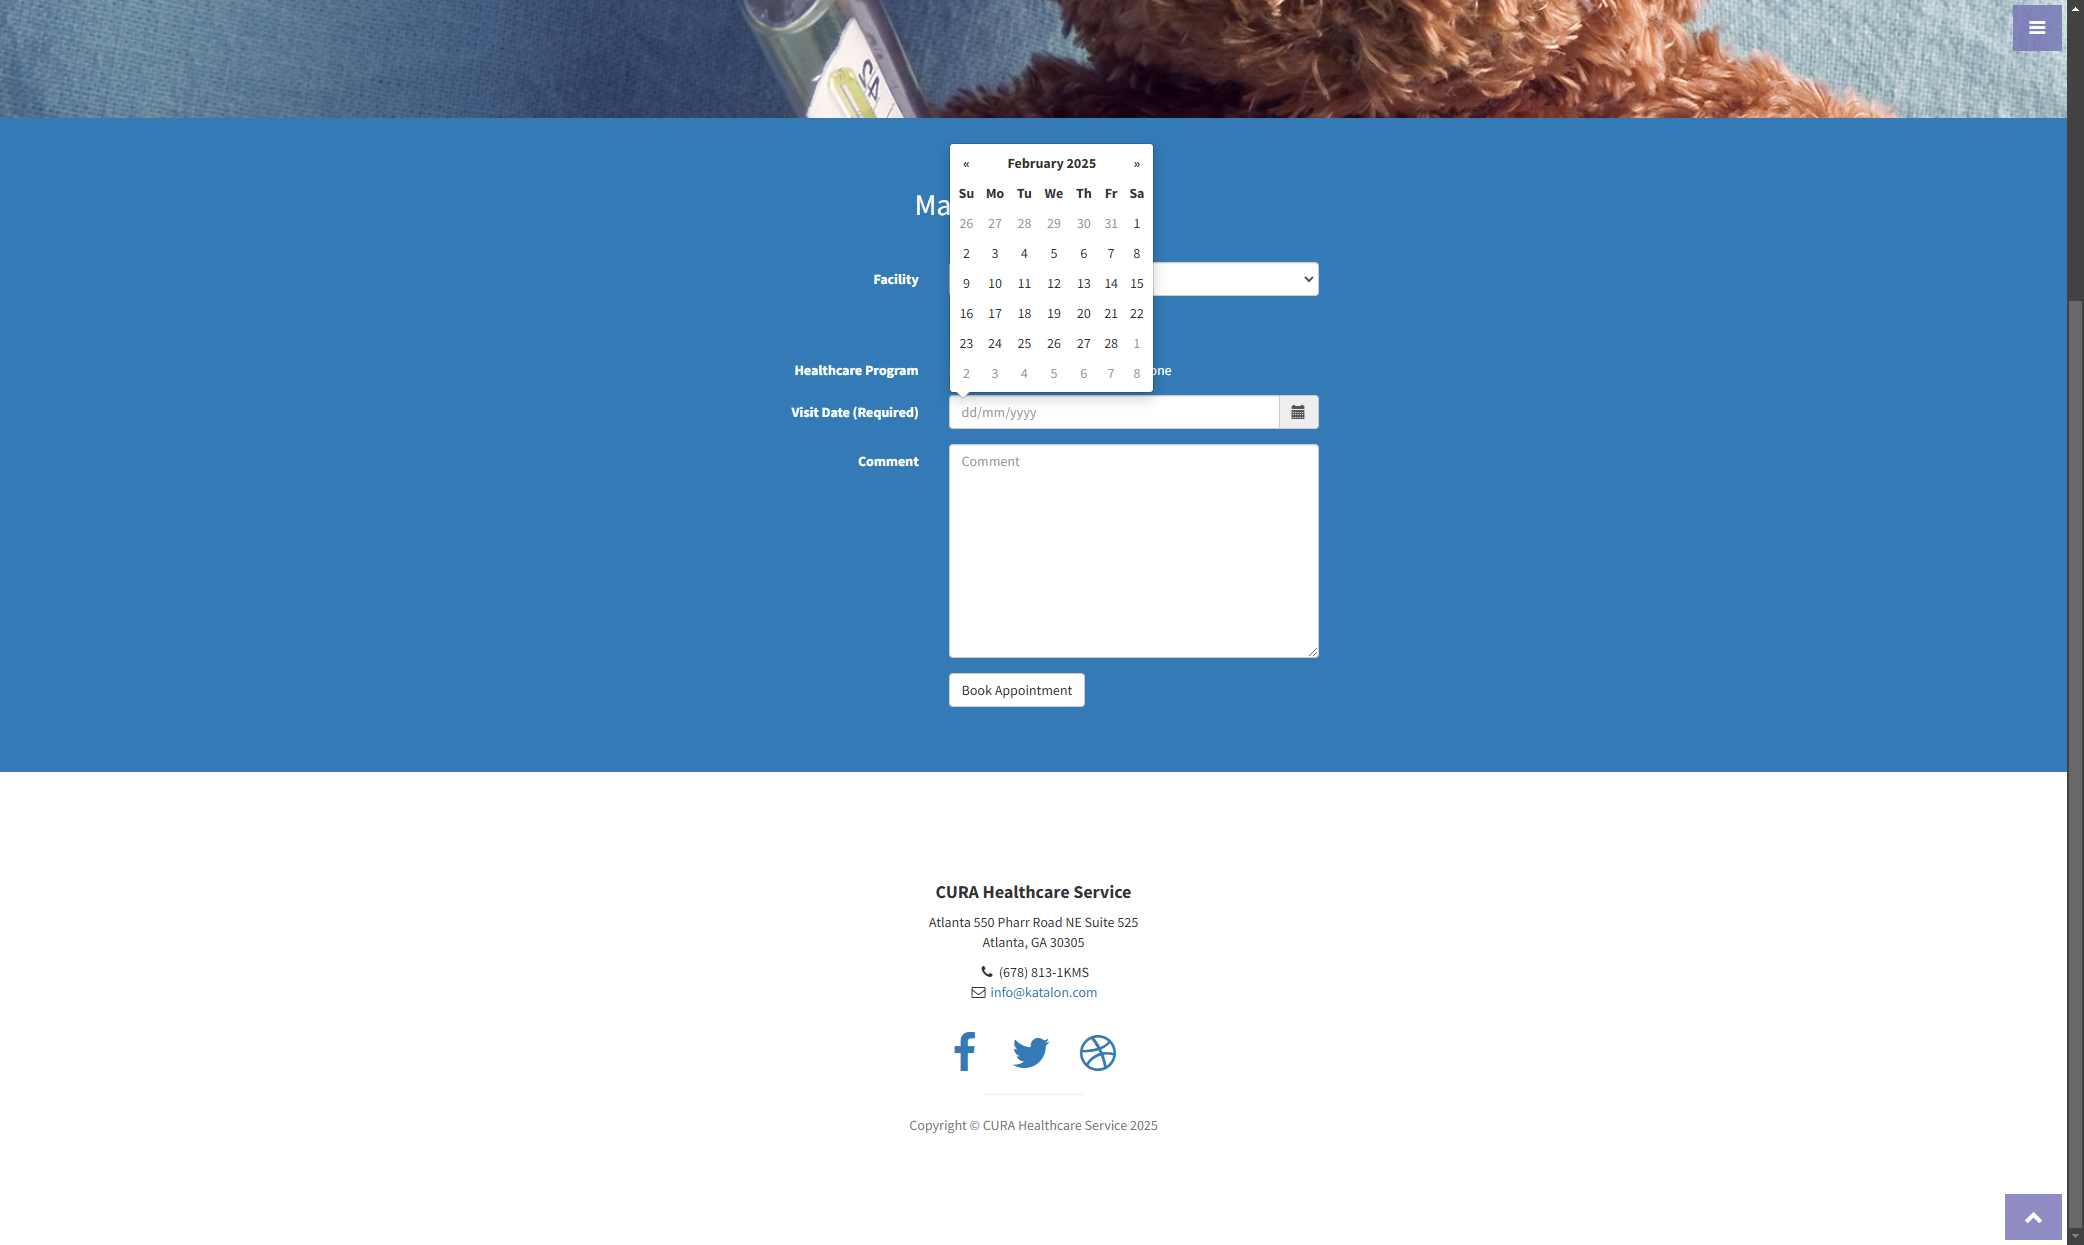 « February 2025 »
Su Mo Tu We Th Fr Sa
26 27 28 29 30 31 1
2 3 4 5 6 7 8
9 10 11 12 13 14 15
16 17 18 19 20 21 22
23 24 25 26 27 28 1
2 3 4 5 6 7 8
Ma
Facility
Healthcare Program
one
Visit Date (Required)
dd/mm/yyyy
Comment
Comment
Book Appointment
CURA Healthcare Service
Atlanta 550 Pharr Road NE Suite 525
Atlanta, GA 30305
(678) 813-1KMS
info@katalon.com
Copyright © CURA Healthcare Service 2025